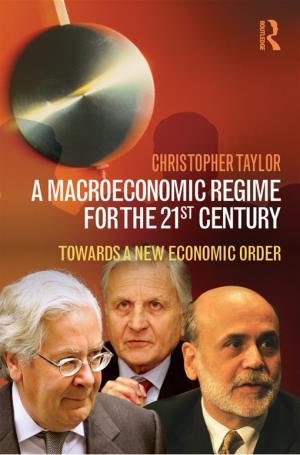 ROUTLEDGE
CHRISTOPHER TAYLOR
A MACROECONOMIC REGIME
FOR THE 21ST CENTURY
TOWARDS A NEW ECONOMIC ORDER